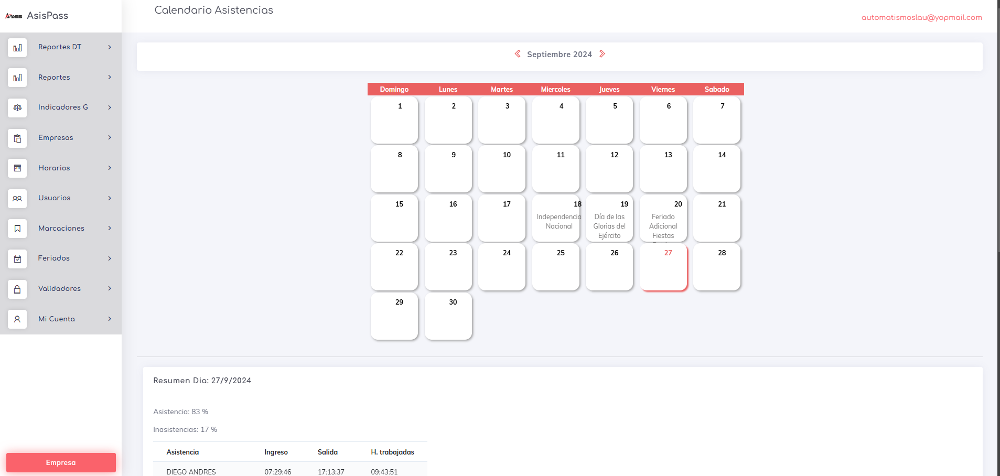 APASS AsisPass
Calendario Asistencias
automatismoslau@yopmail.com
Reportes DT
Reportes
Indicadores G
Empresas
Horarios
Usuarios
Marcaciones
Feriados
Validadores
Mi Cuenta
Empresa
Septiembre 2024
Domingo Lunes Martes Miercoles Jueves Viernes Sabado
1 2 3 4 5 6 7
8 9 10 11 12 13 14
15 16 17 18 19 20 21
Independencia Nacional
Día de las Glorias del Ejército
Feriado Adicional Fiestas
22 23 24 25 26 27 28
29 30
Resumen Dia: 27/9/2024
Asistencia: 83 %
Inasistencias: 17 %
Asistencia Ingreso Salida H. trabajadas
DIEGO ANDRES 07:29:46 17:13:37 09:43:51